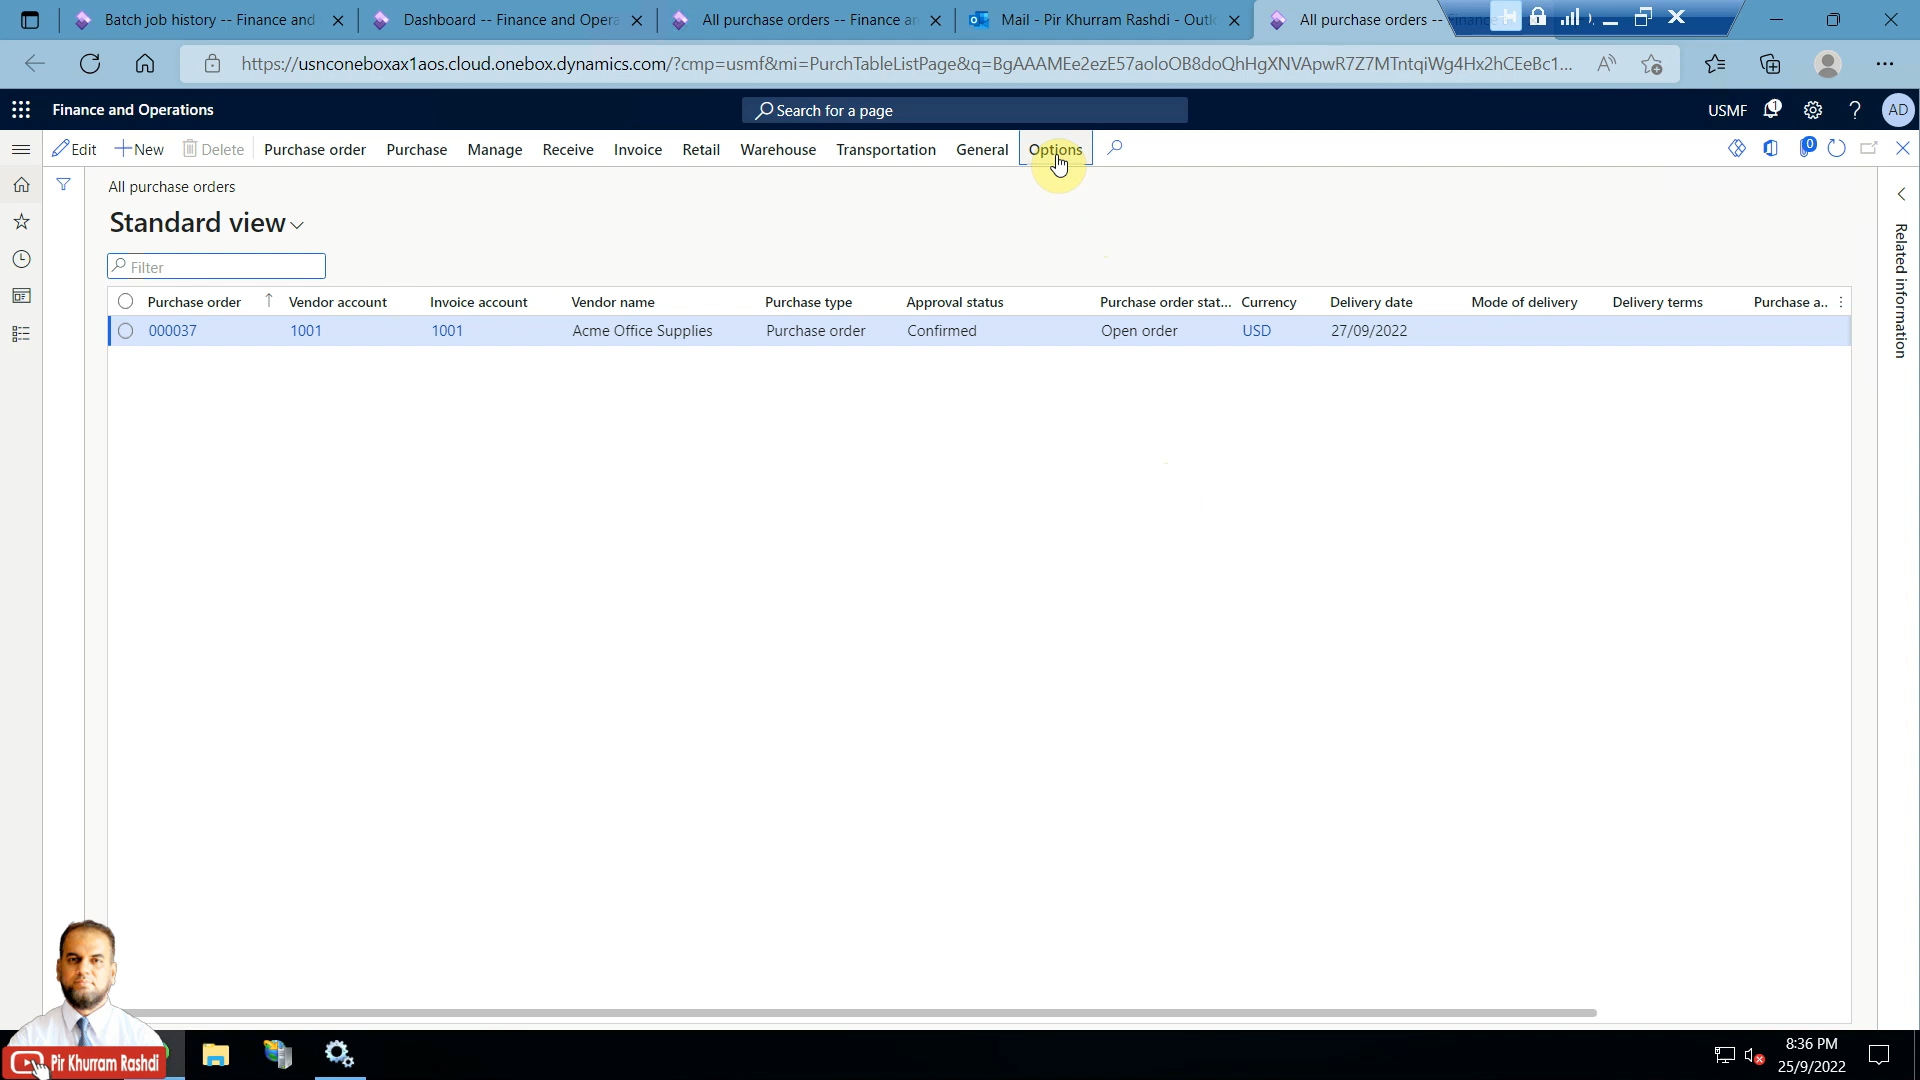 Batch job history -- Finance and
Dashboard -- Finance and Opera
All purchase orders -- Finance an
Mail - Pir Khurram Rashdi - Outlo
All purchase orders --
https://usnconeboxax1aos.cloud.onebox.dynamics.com/?cmp=usmf&mi=PurchTableListPage&q=BgAAAMEe2ezE57aoloOB8doQhHgXNVApwR7Z7MTntqiWg4Hx2hCEeBc1...
Finance and Operations
Search for a page
USMF
1
AD
Edit
New
Delete
Purchase order
Purchase
Manage
Receive
Invoice
Retail
Warehouse
Transportation
General
Options
0
All purchase orders
Standard view
Filter
Purchase order Vendor account Invoice account Vendor name Purchase type Approval status Purchase order stat... Currency Delivery date Mode of delivery Delivery terms Purchase a..
000037 1001 1001 Acme Office Supplies Purchase order Confirmed Open order USD 27/09/2022
Related information
Pir Khurram Rashdi
8:36 PM
25/9/2022